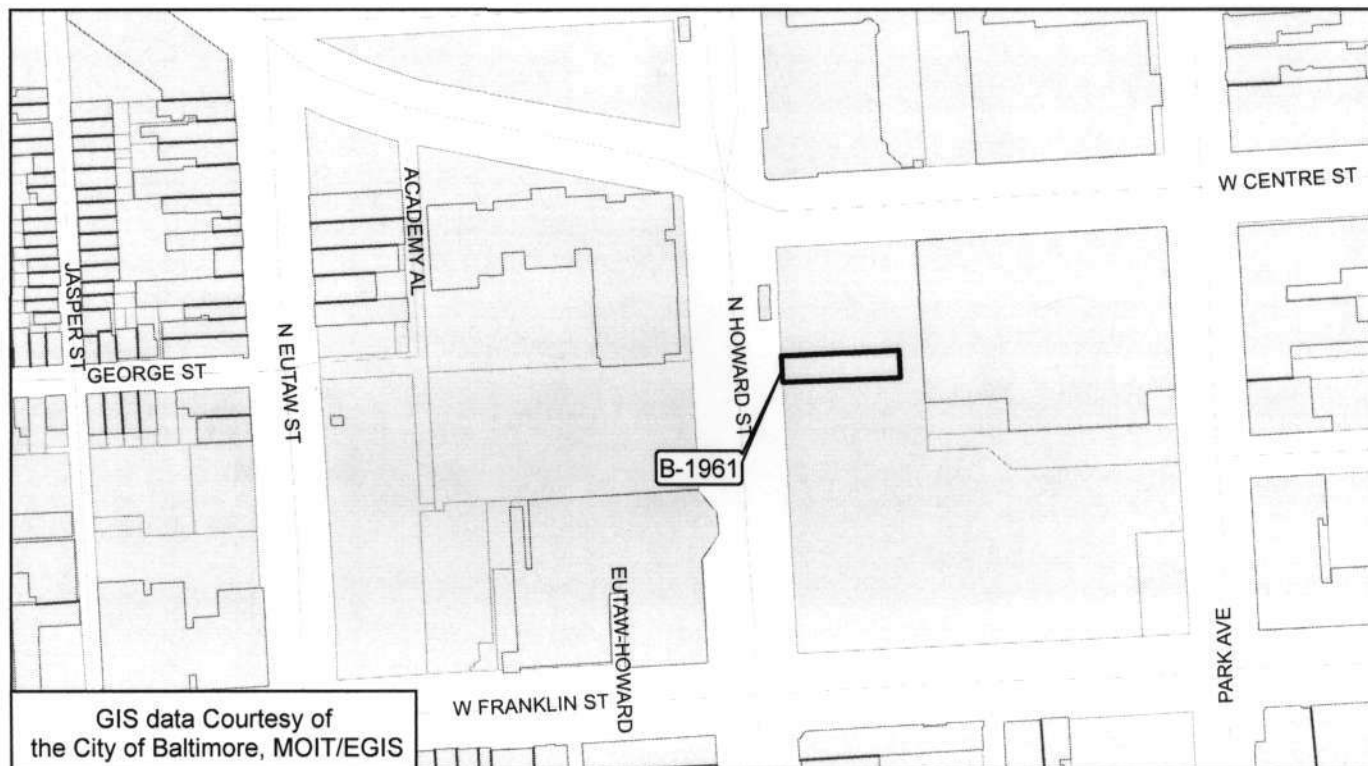 W CENTRE ST
ACADEMY AL
JASPER ST
N EUTAW ST
N HOWARD ST
GEORGE ST
B-1961
EUTAW-HOWARD
PARK AVE
W FRANKLIN ST
GIS data Courtesy of
the City of Baltimore, MOIT/EGIS